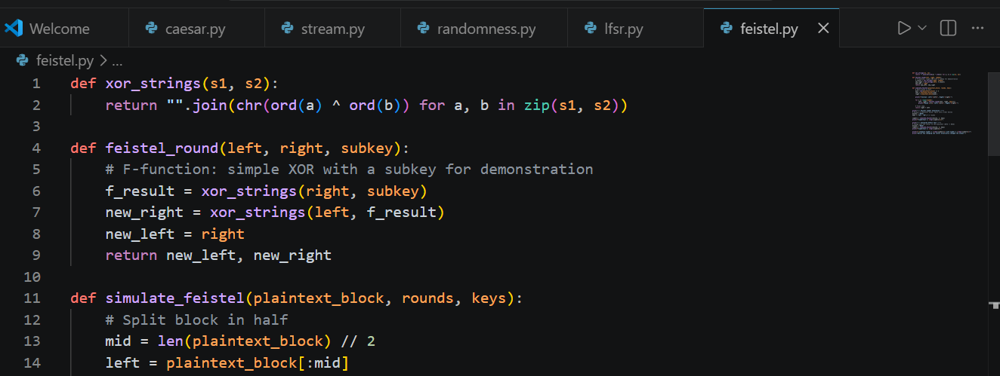 Welcome
caesar.py
stream.py
randomness.py
lfsr.py
feistel.py
feistel.py > ...
1 def xor_strings(s1, s2):
2     return "".join(chr(ord(a) ^ ord(b)) for a, b in zip(s1, s2))
3
4 def feistel_round(left, right, subkey):
5     # F-function: simple XOR with a subkey for demonstration
6     f_result = xor_strings(right, subkey)
7     new_right = xor_strings(left, f_result)
8     new_left = right
9     return new_left, new_right
10
11 def simulate_feistel(plaintext_block, rounds, keys):
12     # Split block in half
13     mid = len(plaintext_block) // 2
14     left = plaintext_block[:mid]